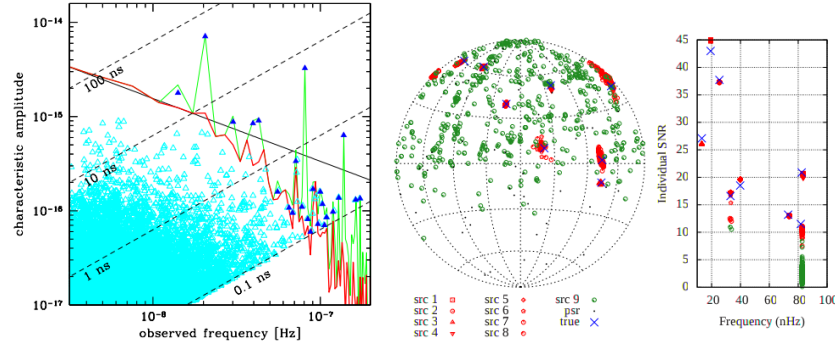 10^-14
10^-15
10^-16
10^-17
characteristic amplitude
100 ns
10 ns
1 ns
0.1 ns
10^-8
10^-7
observed frequency [Hz]
src 1
src 2
src 3
src 4
src 5
src 6
src 7
src 8
src 9
psr
true
45
40
35
30
25
20
15
10
5
0
Individual SNR
20
40
60
80
100
Frequency (nHz)